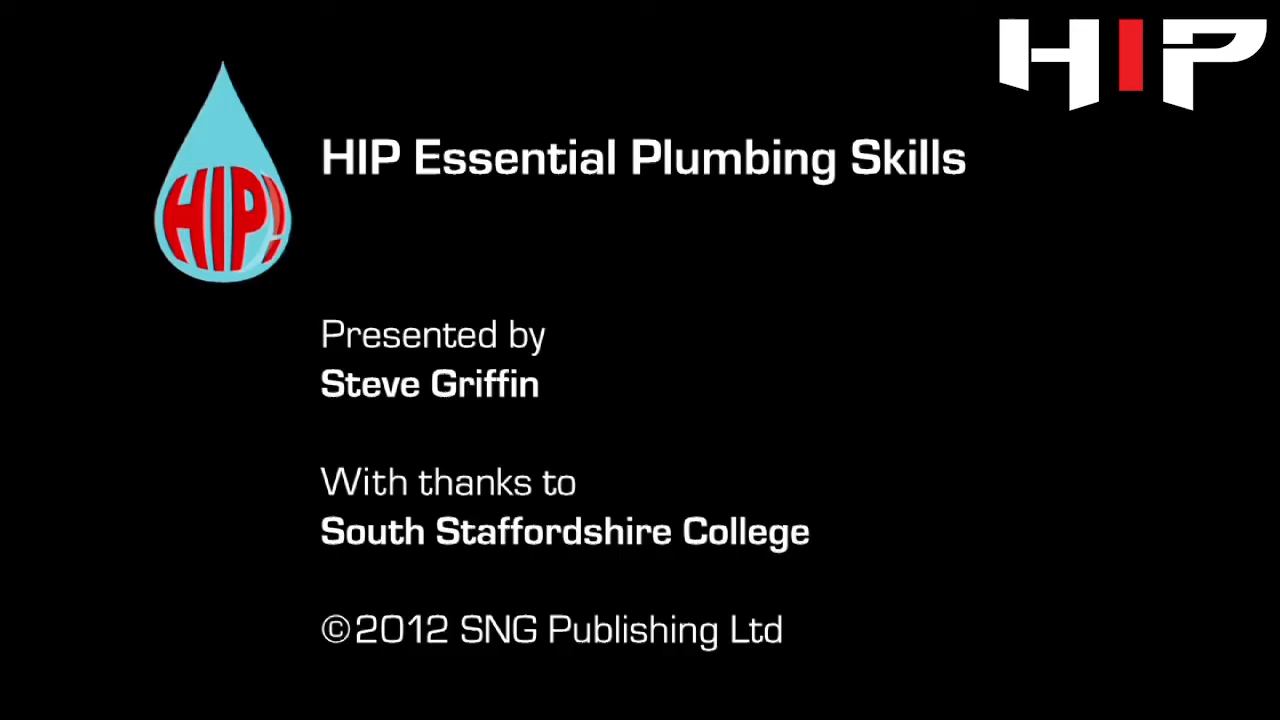 HIP
HIP!
HIP Essential Plumbing Skills
Presented by
Steve Griffin
With thanks to
South Staffordshire College
©2012 SNG Publishing Ltd